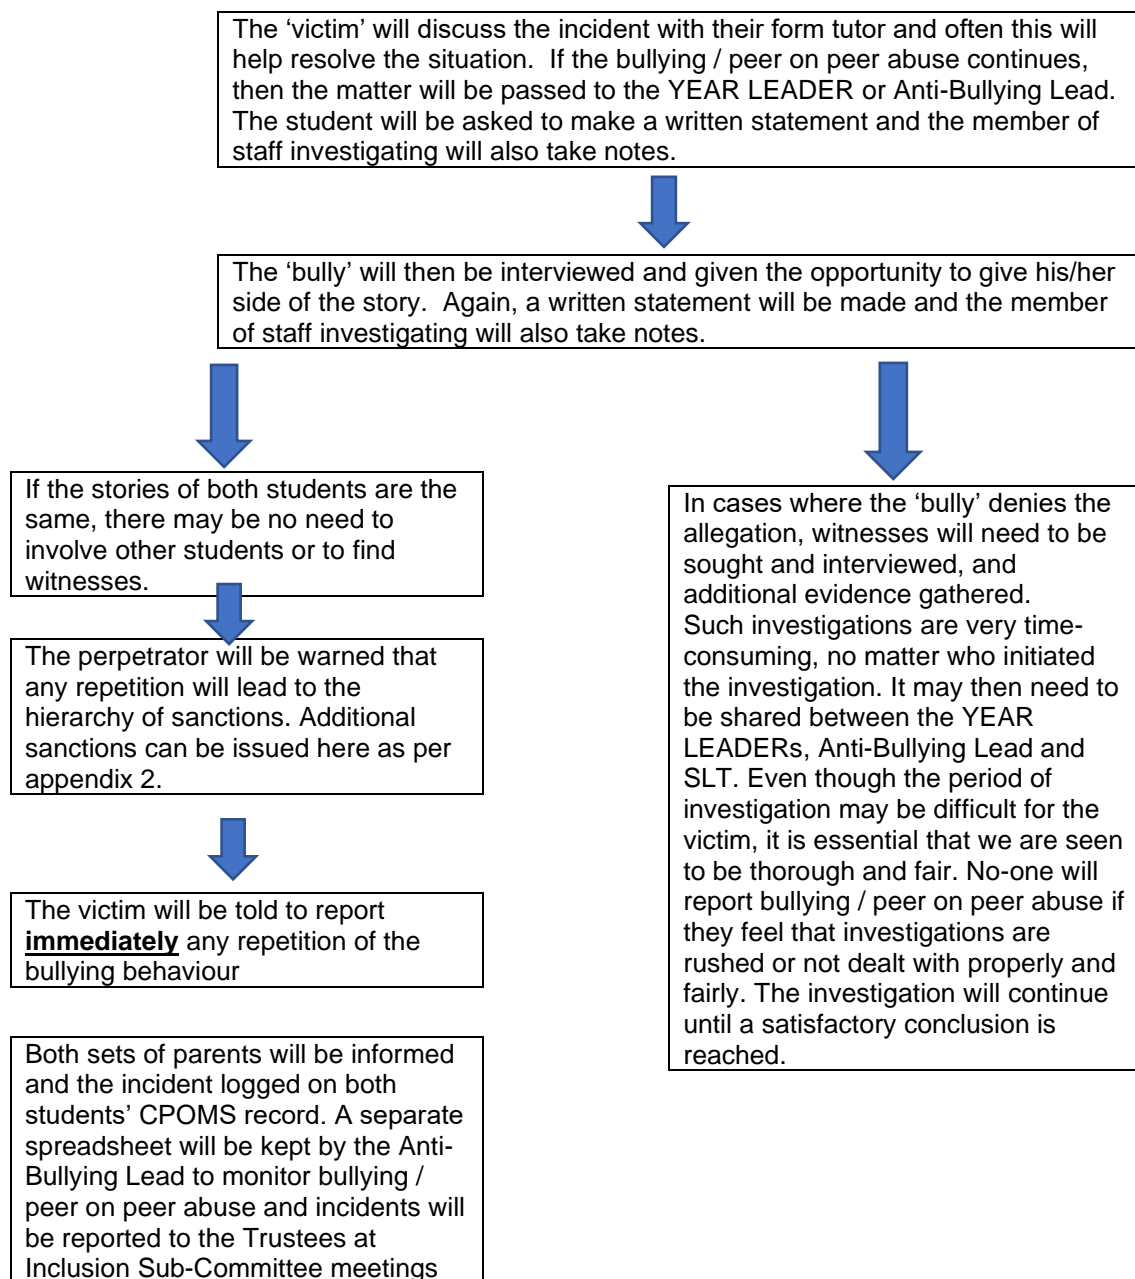 The ‘victim’ will discuss the incident with their form tutor and often this will
help resolve the situation.  If the bullying / peer on peer abuse continues,
then the matter will be passed to the YEAR LEADER or Anti-Bullying Lead.
The student will be asked to make a written statement and the member of
staff investigating will also take notes.
The ‘bully’ will then be interviewed and given the opportunity to give his/her
side of the story.  Again, a written statement will be made and the member
of staff investigating will also take notes.
If the stories of both students are the
same, there may be no need to
involve other students or to find
witnesses.
The perpetrator will be warned that
any repetition will lead to the
hierarchy of sanctions. Additional
sanctions can be issued here as per
appendix 2.
The victim will be told to report
immediately any repetition of the
bullying behaviour
Both sets of parents will be informed
and the incident logged on both
students’ CPOMS record. A separate
spreadsheet will be kept by the Anti-
Bullying Lead to monitor bullying /
peer on peer abuse and incidents will
be reported to the Trustees at
Inclusion Sub-Committee meetings
In cases where the ‘bully’ denies the
allegation, witnesses will need to be
sought and interviewed, and
additional evidence gathered.
Such investigations are very time-
consuming, no matter who initiated
the investigation. It may then need to
be shared between the YEAR
LEADERs, Anti-Bullying Lead and
SLT. Even though the period of
investigation may be difficult for the
victim, it is essential that we are seen
to be thorough and fair. No-one will
report bullying / peer on peer abuse if
they feel that investigations are
rushed or not dealt with properly and
fairly. The investigation will continue
until a satisfactory conclusion is
reached.